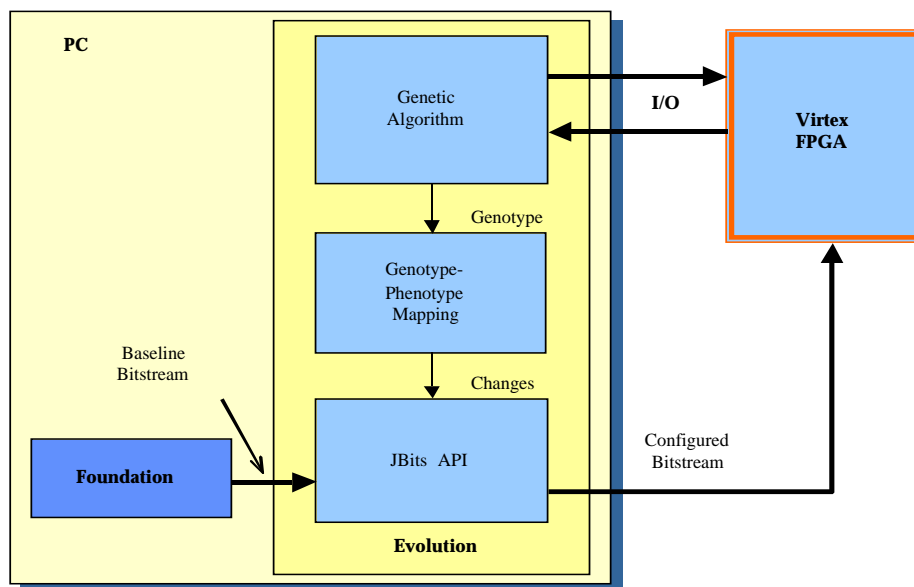 PC
Genetic
Algorithm
I/O
Virtex
FPGA
Genotype
Genotype-
Phenotype
Mapping
Baseline
Bitstream
Changes
Foundation
JBits API
Configured
Bitstream
Evolution